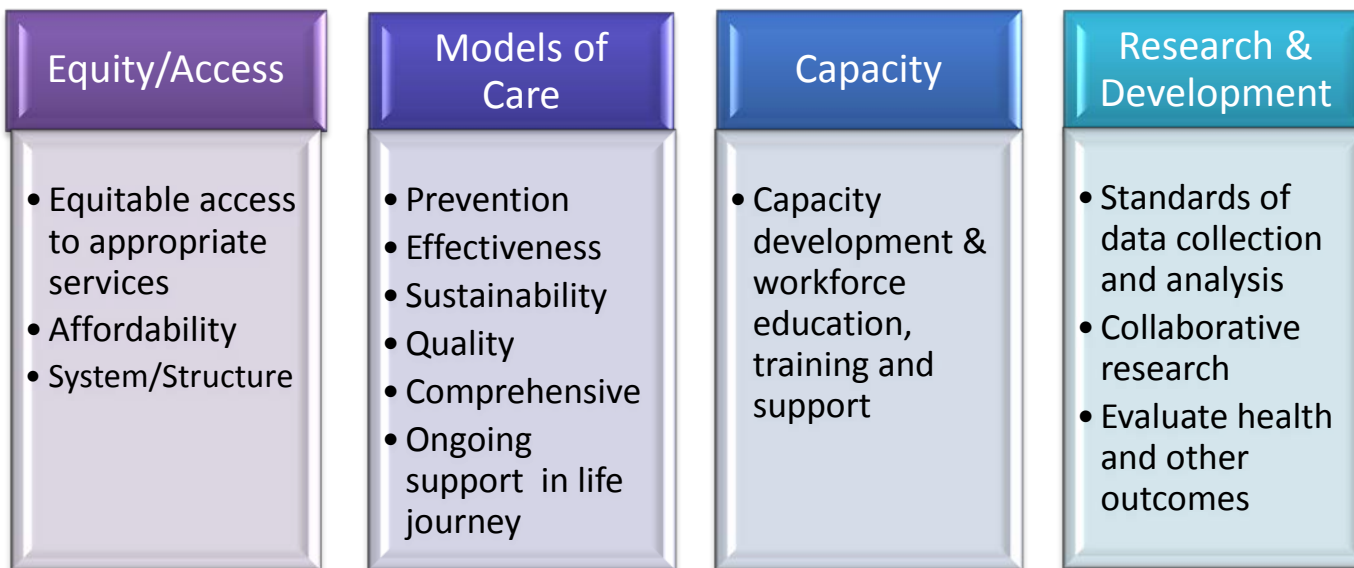 Equity/Access
• Equitable access
to appropriate
services
• Affordability
• System/Structure
Models of
Care
• Prevention
• Effectiveness
• Sustainability
• Quality
• Comprehensive
• Ongoing
support in life
journey
Capacity
• Capacity
development &
workforce
education,
training and
support
Research &
Development
• Standards of
data collection
and analysis
• Collaborative
research
• Evaluate health
and other
outcomes